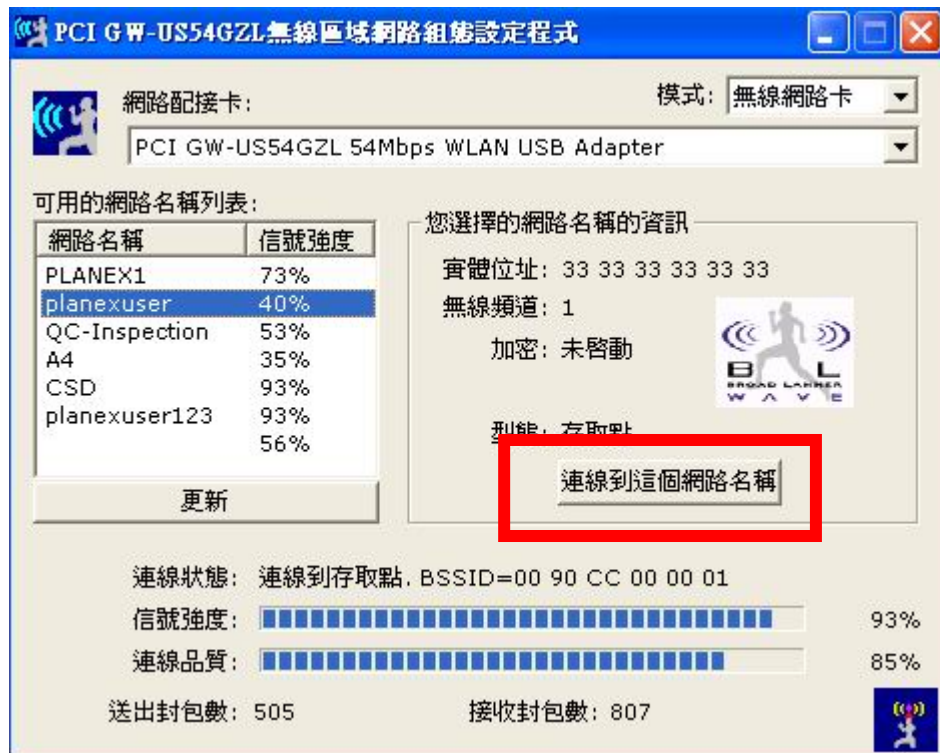 PCI GW-US54GZL無線區域網路組態設定程式
網路配接卡:
模式: 無線網路卡
PCI GW-US54GZL 54Mbps WLAN USB Adapter
可用的網路名稱列表:
網路名稱 信號強度
PLANEX1 73%
planexuser 40%
QC-Inspection 53%
A4 35%
CSD 93%
planexuser123 93%
56%
更新
您選擇的網路名稱的資訊
實體位址: 33 33 33 33 33 33
無線頻道: 1
加密: 未啓動
BL
BROAD LANNER
WAVE
型態: 存取點
連線到這個網路名稱
連線狀態: 連線到存取點. BSSID=00 90 CC 00 00 01
信號強度: 93%
連線品質: 85%
送出封包數: 505 接收封包數: 807